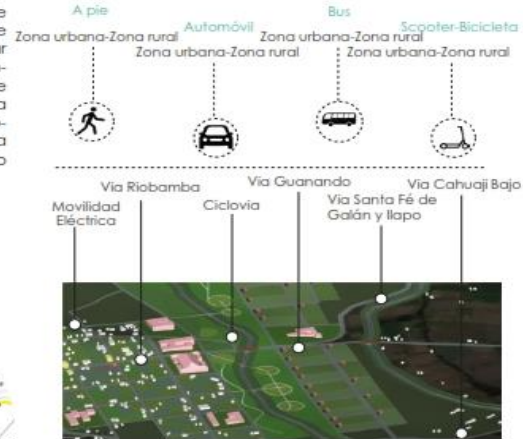 A pie
Zona urbana-Zona rural
Automóvil
Zona urbana-Zona rural
Bus
Zona urbana-Zona rural
Scooter-Bicicleta
Zona urbana-Zona rural
Movilidad
Eléctrica
Via Riobamba
Ciclovia
Via Guanando
Via Santa Fé de
Galán y Ilapo
Via Cahuaji Bajo